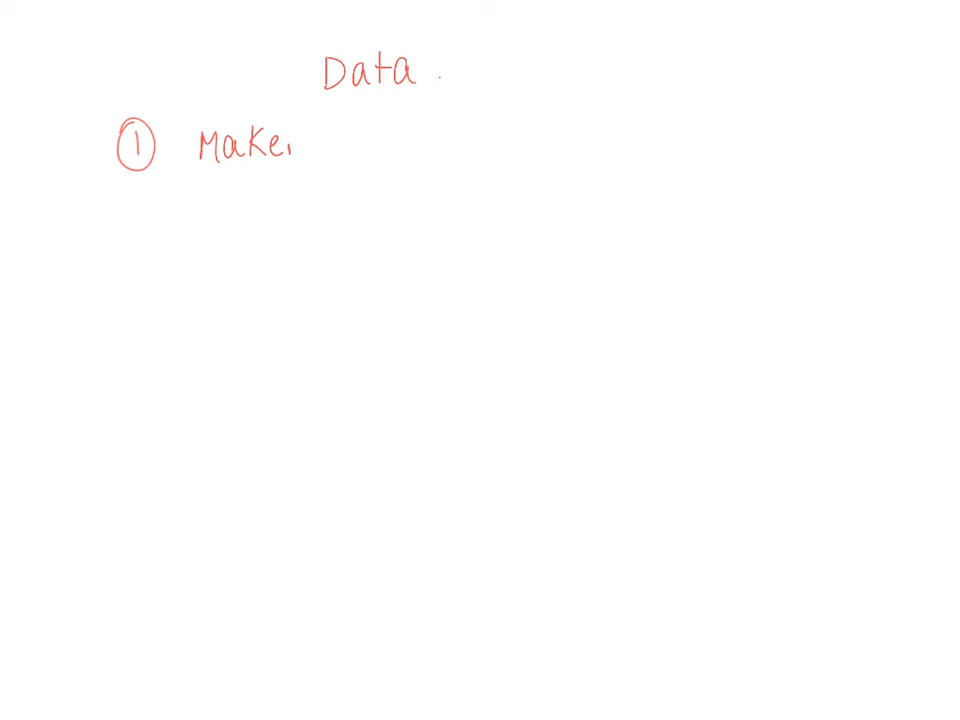 Data .
① Make,